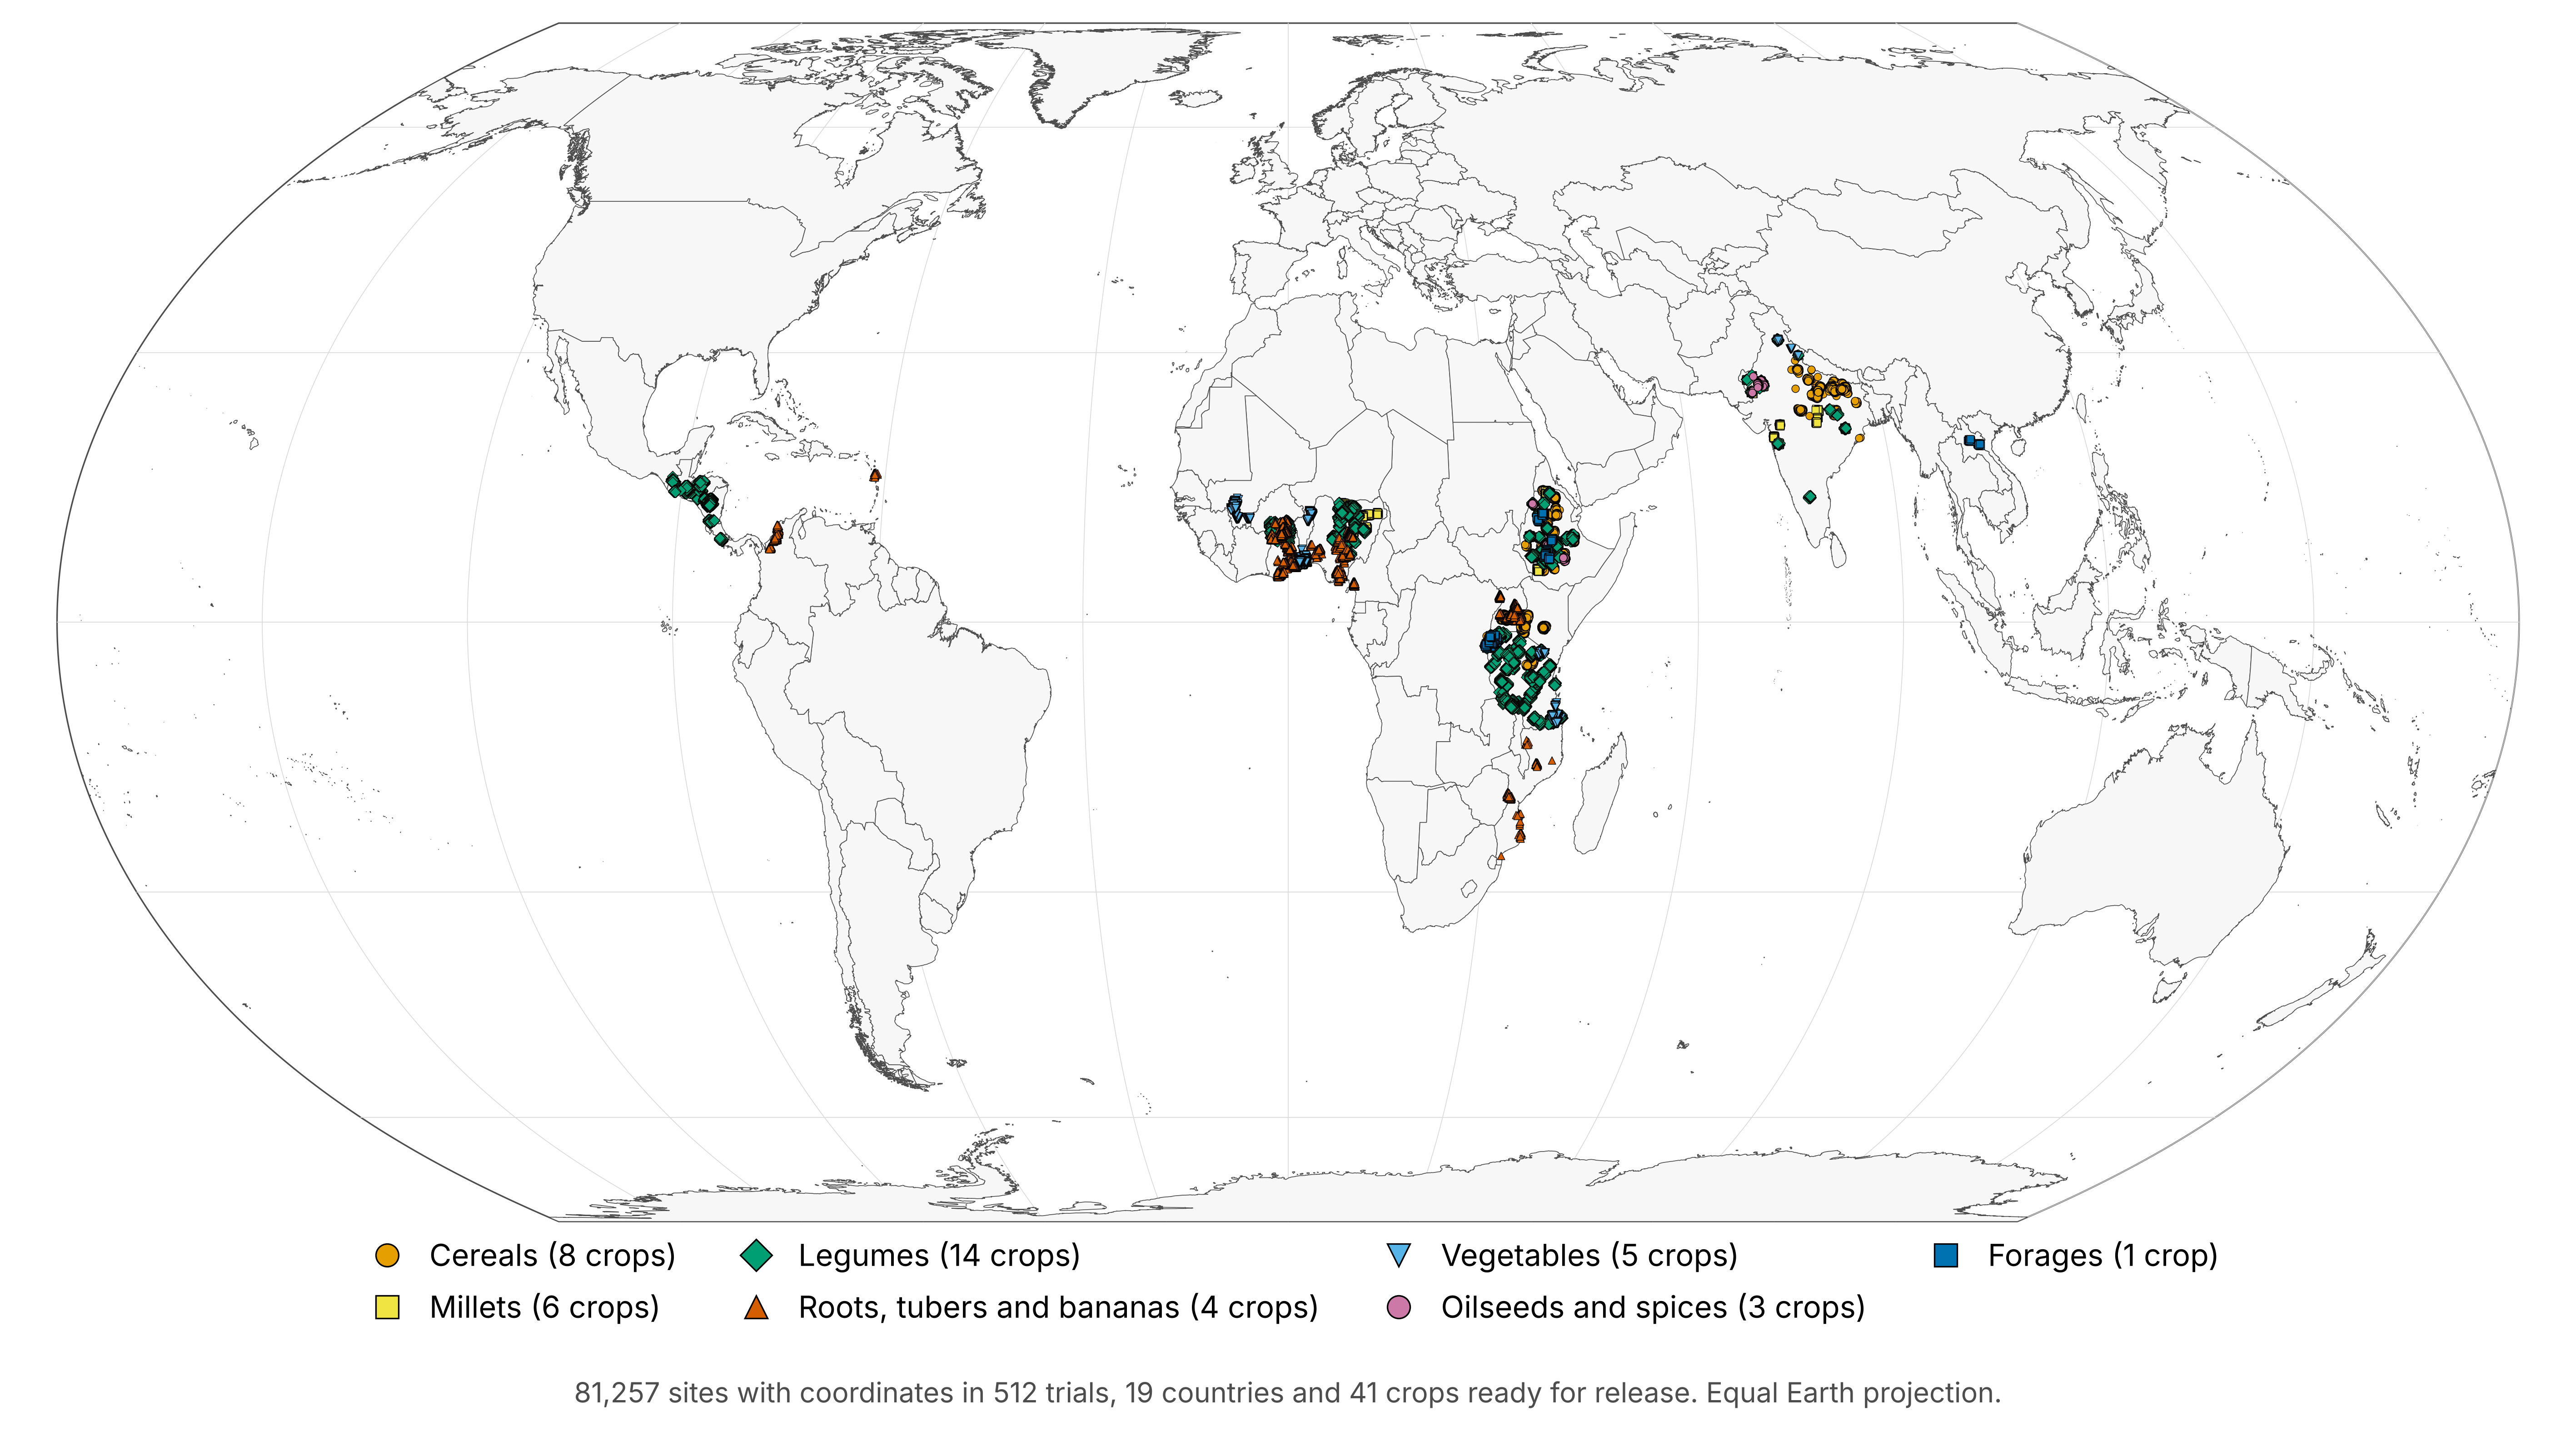 Cereals (8 crops)
Legumes (14 crops)
Vegetables (5 crops)
Forages (1 crop)
Millets (6 crops)
Roots, tubers and bananas (4 crops)
Oilseeds and spices (3 crops)
81,257 sites with coordinates in 512 trials, 19 countries and 41 crops ready for release. Equal Earth projection.